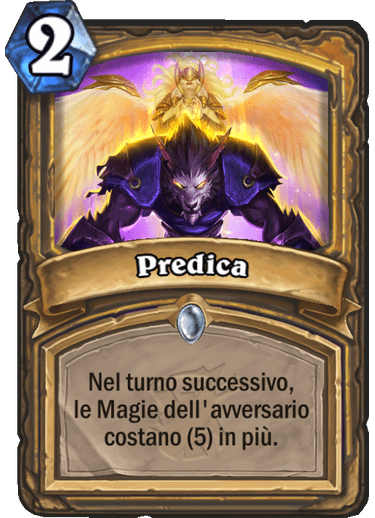 2
Predica
Nel turno successivo,
le Magie dell'avversario
costano (5) in più.